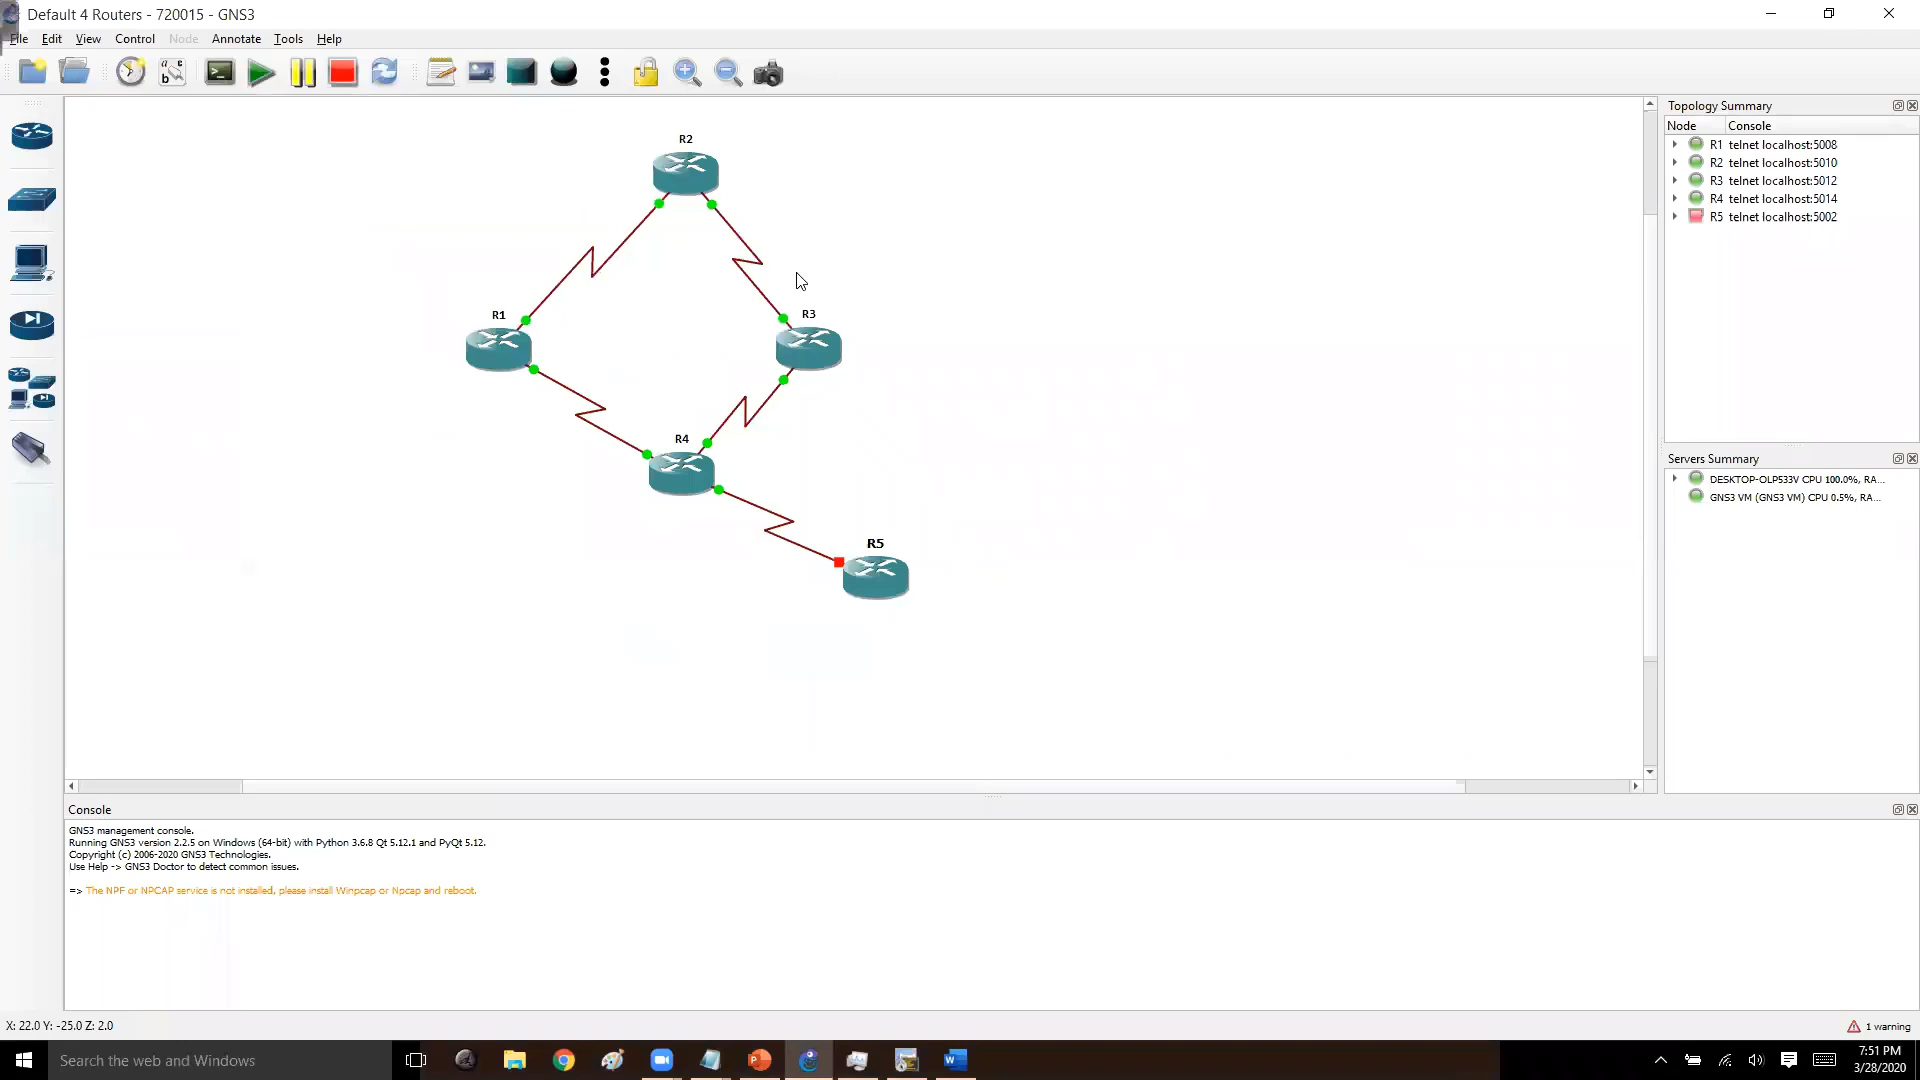 Default 4 Routers - 720015 - GNS3
File Edit View Control Node Annotate Tools Help
R2
R1
R3
R4
R5
Topology Summary
Node Console
R1 telnet localhost:5008
R2 telnet localhost:5010
R3 telnet localhost:5012
R4 telnet localhost:5014
R5 telnet localhost:5002
Servers Summary
DESKTOP-OLP533V CPU 100.0%, RA...
GNS3 VM (GNS3 VM) CPU 0.5%, RA...
Console
GNS3 management console.
Running GNS3 version 2.2.5 on Windows (64-bit) with Python 3.6.8 Qt 5.12.1 and PyQt 5.12.
Copyright (c) 2006-2020 GNS3 Technologies.
Use Help -> GNS3 Doctor to detect common issues.
=> The NPF or NPCAP service is not installed, please install Winpcap or Npcap and reboot.
X: 22.0 Y: -25.0 Z: 2.0
1 warning
Search the web and Windows
7:51 PM
3/28/2020